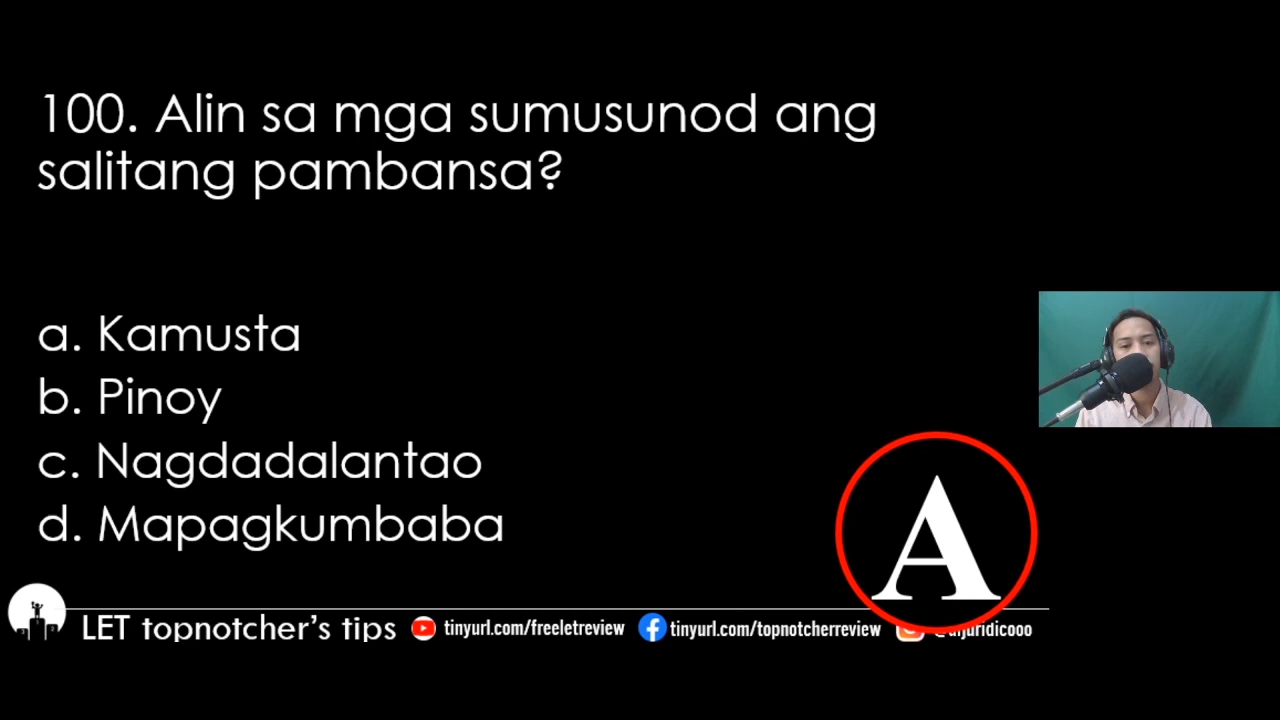 100. Alin sa mga sumusunod ang
salitang pambansa?
a. Kamusta
b. Pinoy
c. Nagdadalantao
d. Mapagkumbaba
A
LET topnotcher's tips tinyurl.com/freeletreview tinyurl.com/topnotcherreview